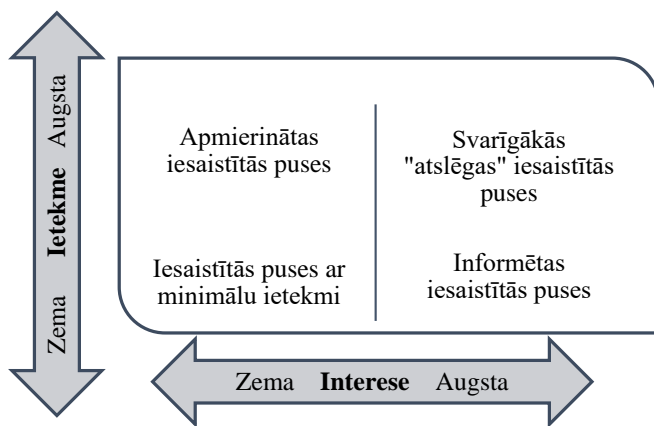 Zema Ietekme Augsta
Apmierinātas
iesaistītās puses
Svarīgākās
"atslēgas" iesaistītās
puses
Iesaistītās puses ar
minimālu ietekmi
Informētas
iesaistītās puses
Zema Interese Augsta